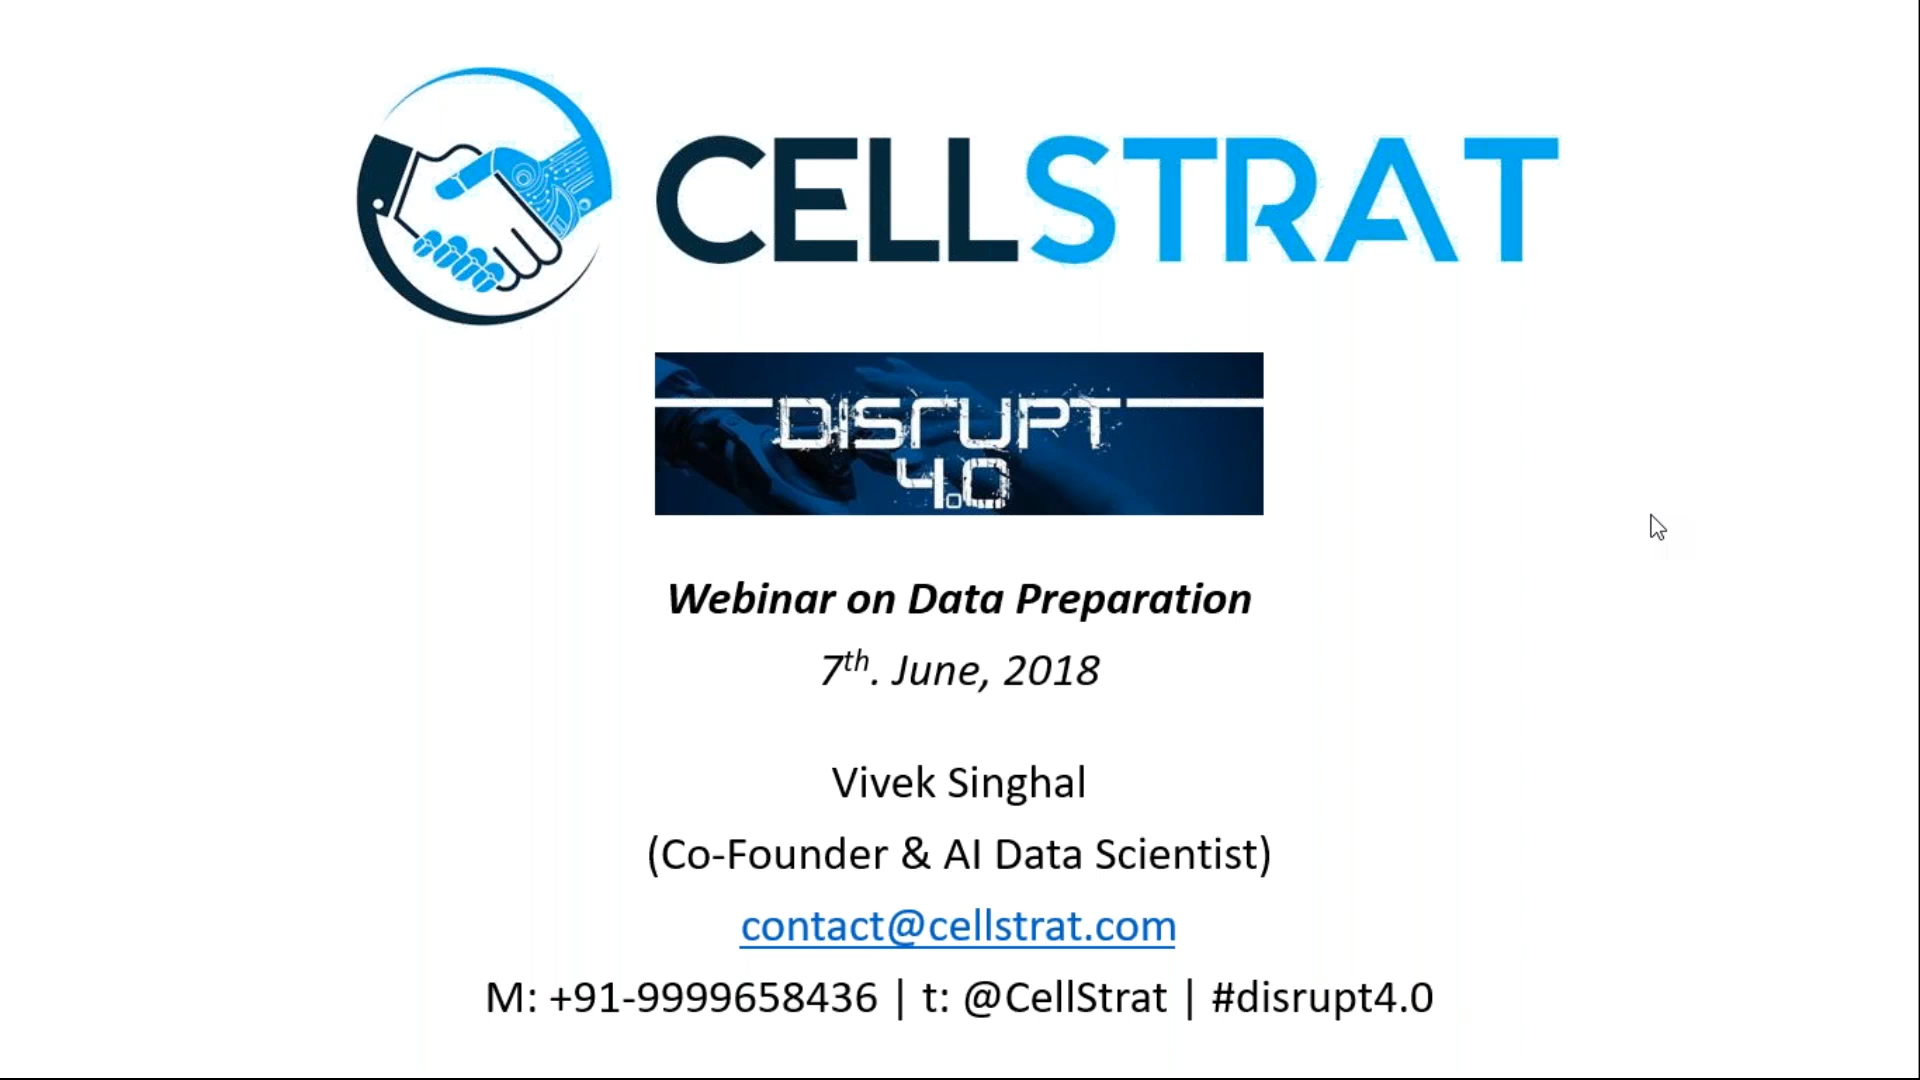 CELLSTRAT
DISRUPT
4.0
Webinar on Data Preparation
7th. June, 2018
Vivek Singhal
(Co-Founder & AI Data Scientist)
contact@cellstrat.com
M: +91-9999658436 | t: @CellStrat | #disrupt4.0